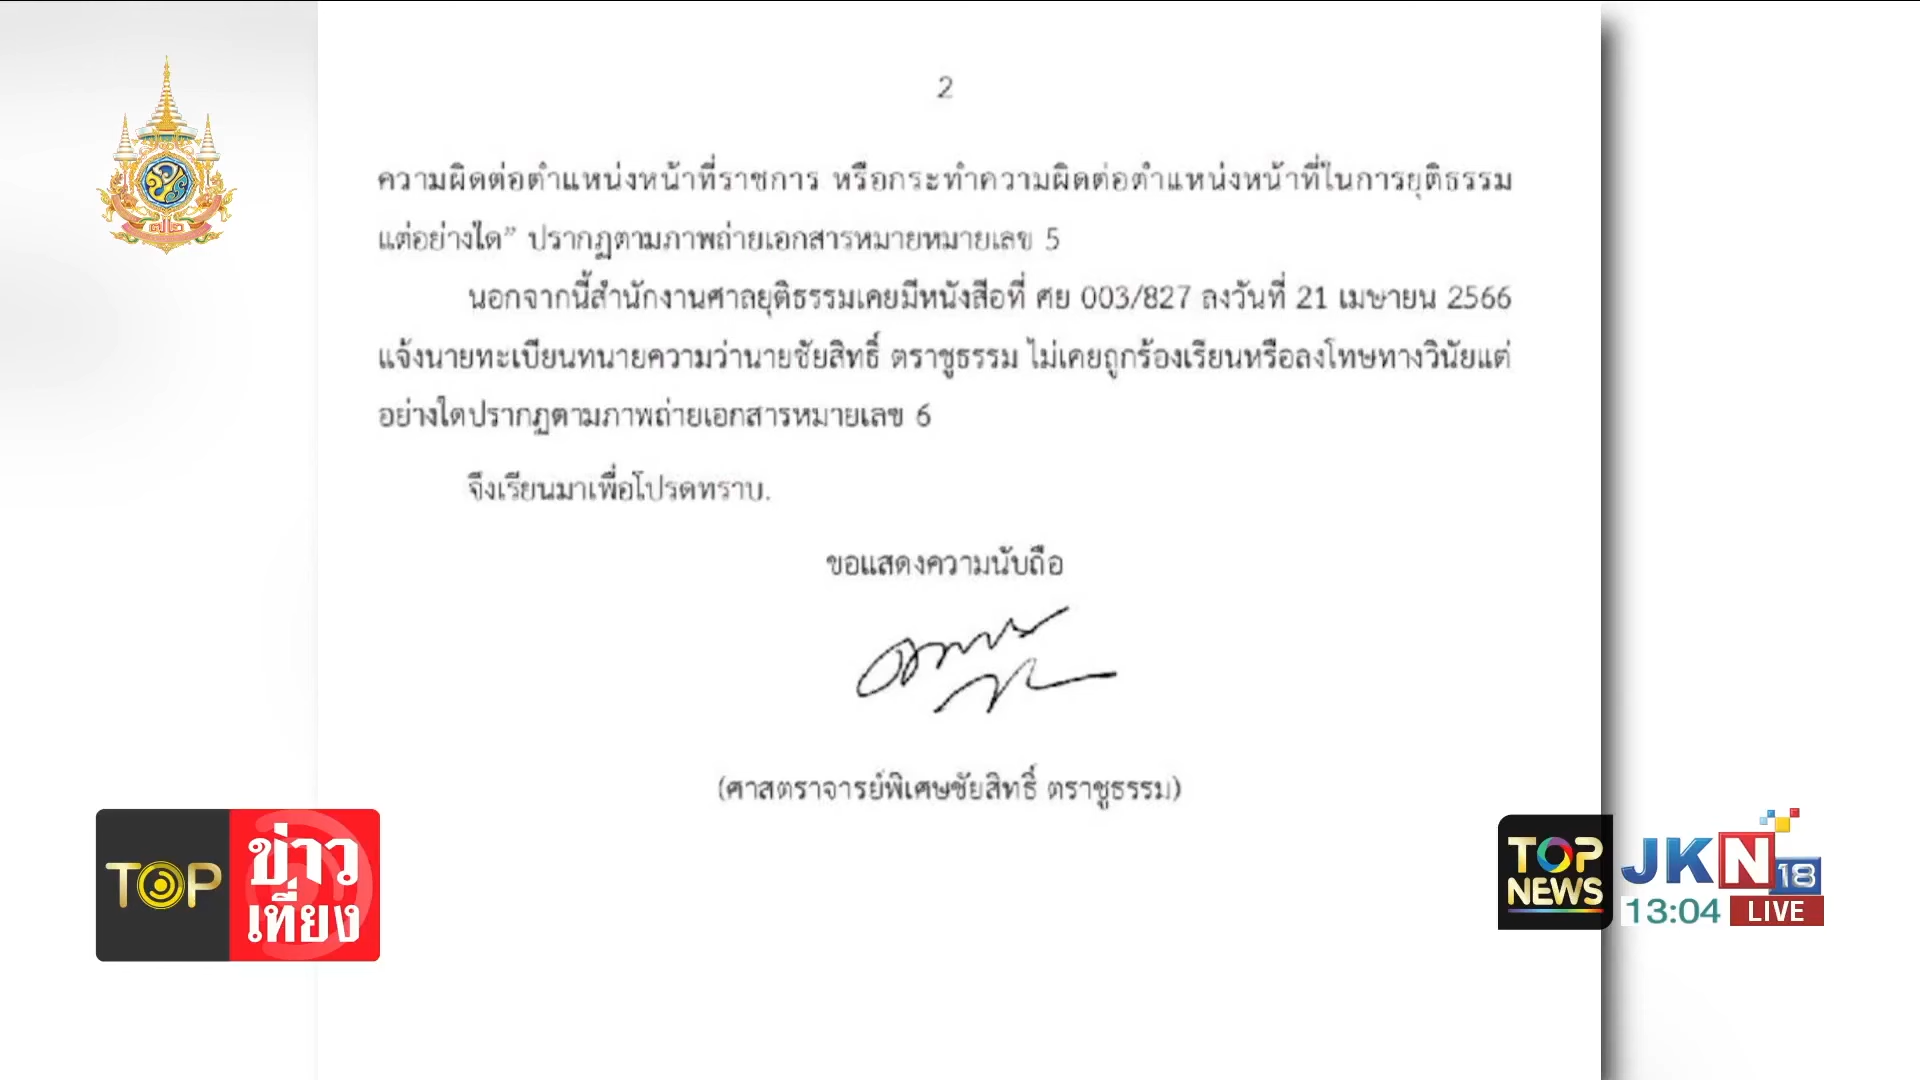 2
ความผิดต่อตำแหน่งหน้าที่ราชการ หรือกระทำความผิดต่อตำแหน่งหน้าที่ในการยุติธรรม
แต่อย่างใด” ปรากฏตามภาพถ่ายเอกสารหมายหมายเลข 5
นอกจากนี้สำนักงานศาลยุติธรรมเคยมีหนังสือที่ ศย 003/827 ลงวันที่ 21 เมษายน 2566
แจ้งนายทะเบียนทนายความว่านายชัยสิทธิ์ ตราชูธรรม ไม่เคยถูกร้องเรียนหรือลงโทษทางวินัยแต่
อย่างใดปรากฏตามภาพถ่ายเอกสารหมายเลข 6
จึงเรียนมาเพื่อโปรดทราบ.
ขอแสดงความนับถือ
(ศาสตราจารย์พิเศษชัยสิทธิ์ ตราชูธรรม)
TOP ข่าว
เที่ยง
TOP
NEWS
JKN 18
13:04 LIVE